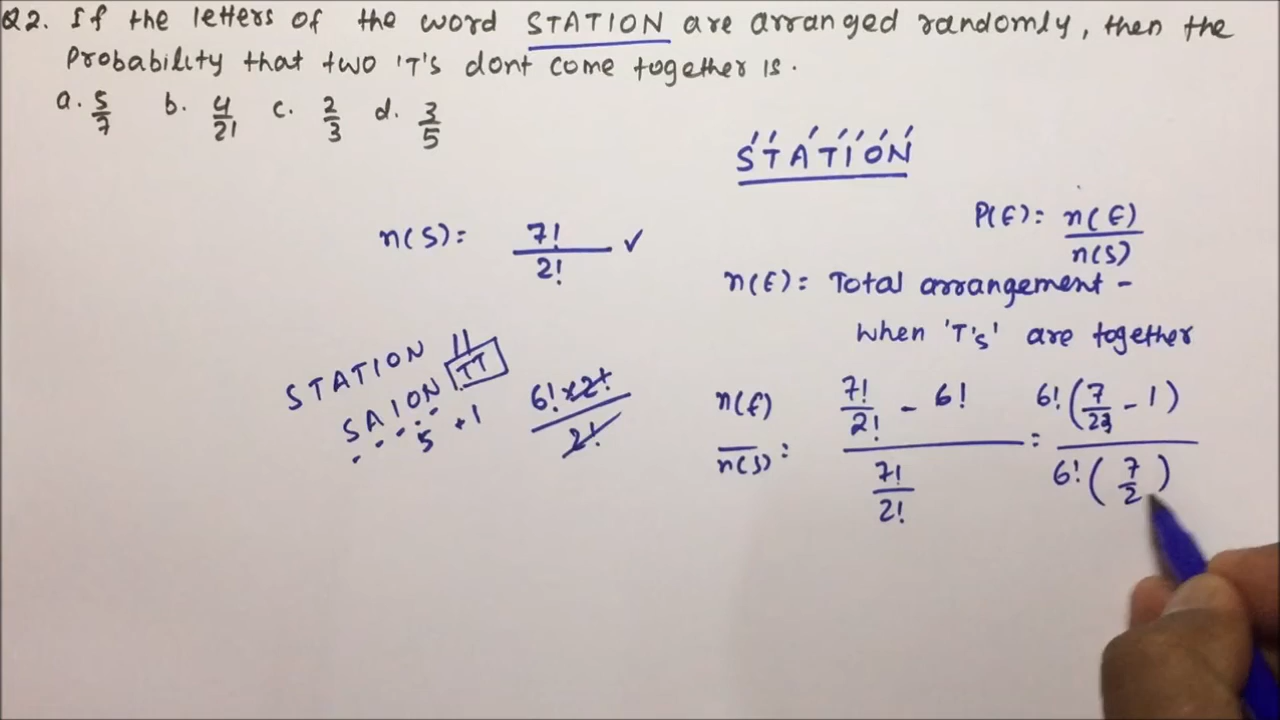 Q2. If the letters of the word STATION are arranged randomly, then the
Probability that two 'T's dont come together is.
a. 5/7 b. 4/21 c. 2/3 d. 3/5
STATION
P(E): n(E)/n(S)
n(S): 7!/2! ✓
n(E): Total arrangement -
when 'T's' are together
STATION
SAION TT
5 +1
6! x 2!/2!
n(E)/n(S) : (7!/2! - 6!)/(7!/2!) = 6!(7/2 - 1)/6!(7/2)